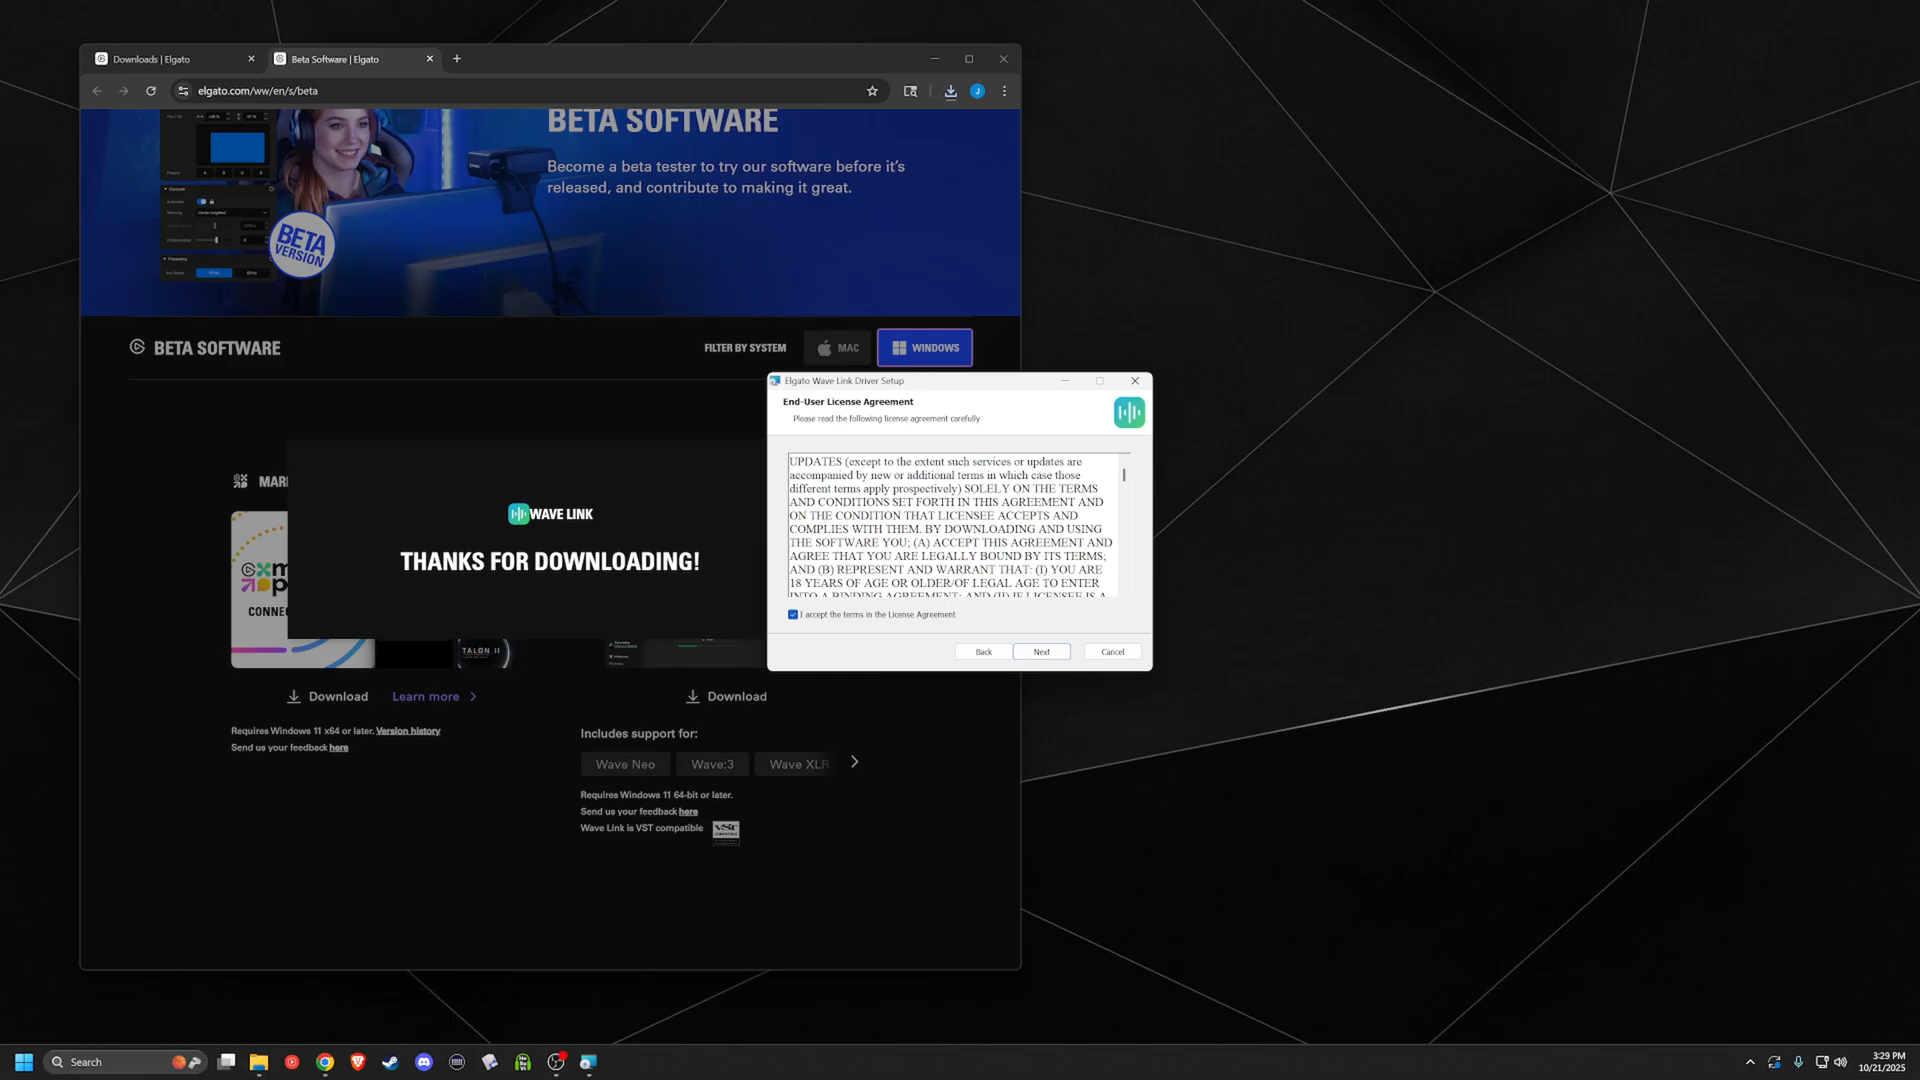 Downloads | Elgato
Beta Software | Elgato
elgato.com/ww/en/s/beta
J
BETA SOFTWARE
Become a beta tester to try our software before it's
released, and contribute to making it great.
BETA
VERSION
BETA SOFTWARE
FILTER BY SYSTEM
MAC
WINDOWS
Elgato Wave Link Driver Setup
End-User License Agreement
Please read the following license agreement carefully
UPDATES (except to the extent such services or updates are
accompanied by new or additional terms in which case those
different terms apply prospectively) SOLELY ON THE TERMS
AND CONDITIONS SET FORTH IN THIS AGREEMENT AND
ON THE CONDITION THAT LICENSEE ACCEPTS AND
COMPLIES WITH THEM. BY DOWNLOADING AND USING
THE SOFTWARE YOU; (A) ACCEPT THIS AGREEMENT AND
AGREE THAT YOU ARE LEGALLY BOUND BY ITS TERMS;
AND (B) REPRESENT AND WARRANT THAT: (I) YOU ARE
18 YEARS OF AGE OR OLDER/OF LEGAL AGE TO ENTER
INTO A BINDING AGREEMENT; AND (II) IF LICENSEE IS A
I accept the terms in the License Agreement
Back
Next
Cancel
MAR
WAVE LINK
THANKS FOR DOWNLOADING!
CONNE
TALON II
Download
Learn more
Download
Requires Windows 11 x64 or later. Version history
Send us your feedback here
Includes support for:
Wave Neo
Wave:3
Wave XLR
Requires Windows 11 64-bit or later.
Send us your feedback here
Wave Link is VST compatible
VST
Search
3:29 PM
10/21/2025